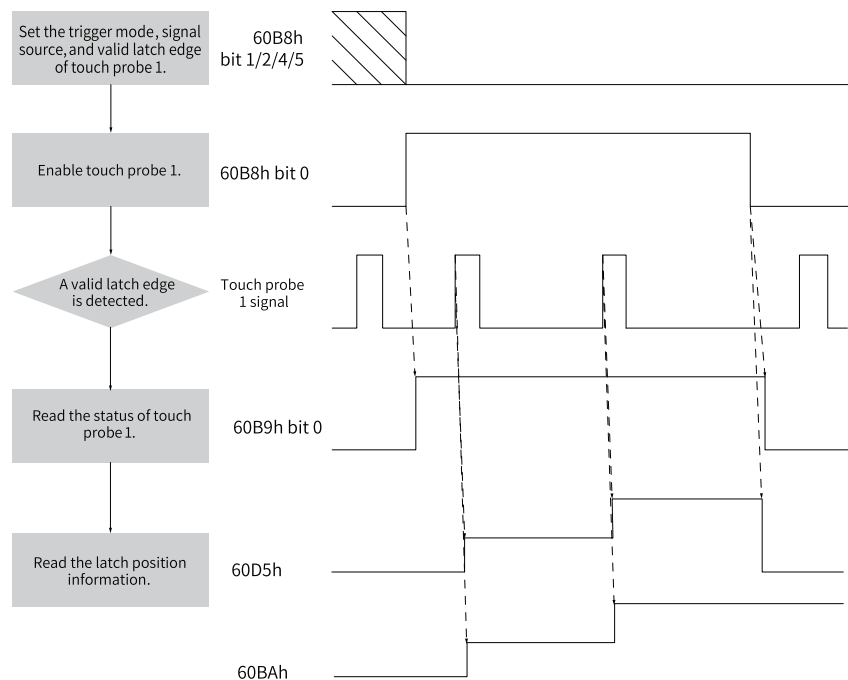 Set the trigger mode, signal
source, and valid latch edge
of touch probe 1.
60B8h
bit 1/2/4/5
Enable touch probe 1.
60B8h bit 0
A valid latch edge
is detected.
Touch probe
1 signal
Read the status of touch
probe 1.
60B9h bit 0
Read the latch position
information.
60D5h
60BAh